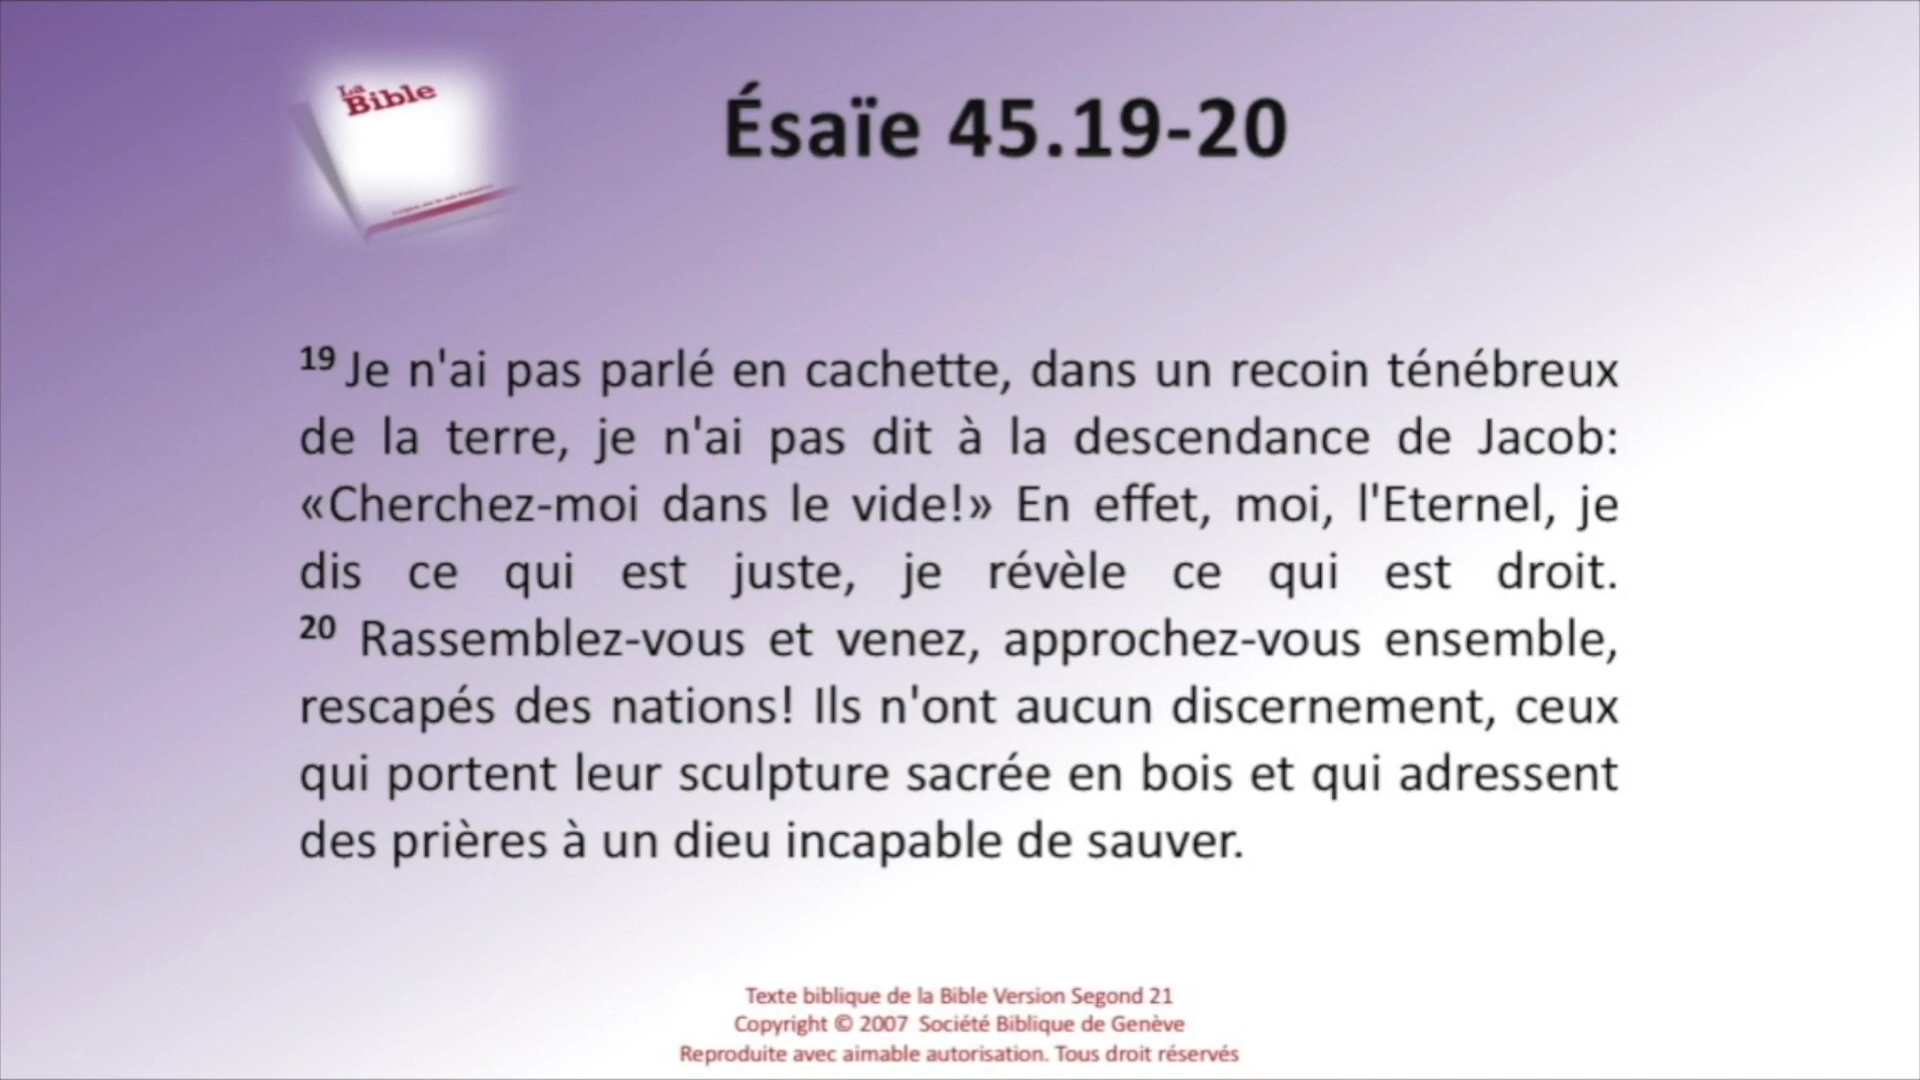 La
Bible
Ésaïe 45.19-20
19 Je n'ai pas parlé en cachette, dans un recoin ténébreux
de la terre, je n'ai pas dit à la descendance de Jacob:
«Cherchez-moi dans le vide!» En effet, moi, l'Eternel, je
dis ce qui est juste, je révèle ce qui est droit.
20 Rassemblez-vous et venez, approchez-vous ensemble,
rescapés des nations! Ils n'ont aucun discernement, ceux
qui portent leur sculpture sacrée en bois et qui adressent
des prières à un dieu incapable de sauver.
Texte biblique de la Bible Version Segond 21
Copyright © 2007 Société Biblique de Genève
Reproduite avec aimable autorisation. Tous droit réservés